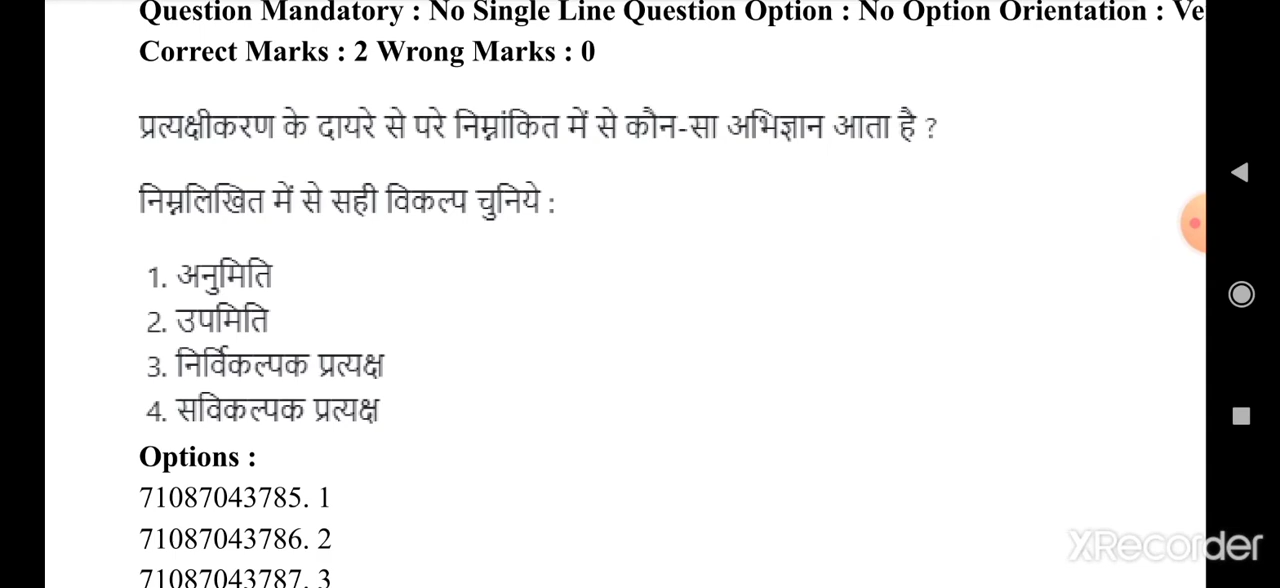 Question Mandatory : No Single Line Question Option : No Option Orientation : Ve
Correct Marks : 2 Wrong Marks : 0
प्रत्यक्षीकरण के दायरे से परे निम्नांकित में से कौन-सा अभिज्ञान आता है ?
निम्नलिखित में से सही विकल्प चुनिये :
1. अनुमिति
2. उपमिति
3. निर्विकल्पक प्रत्यक्ष
4. सविकल्पक प्रत्यक्ष
Options :
71087043785. 1
71087043786. 2
71087043787. 3
XRecorder